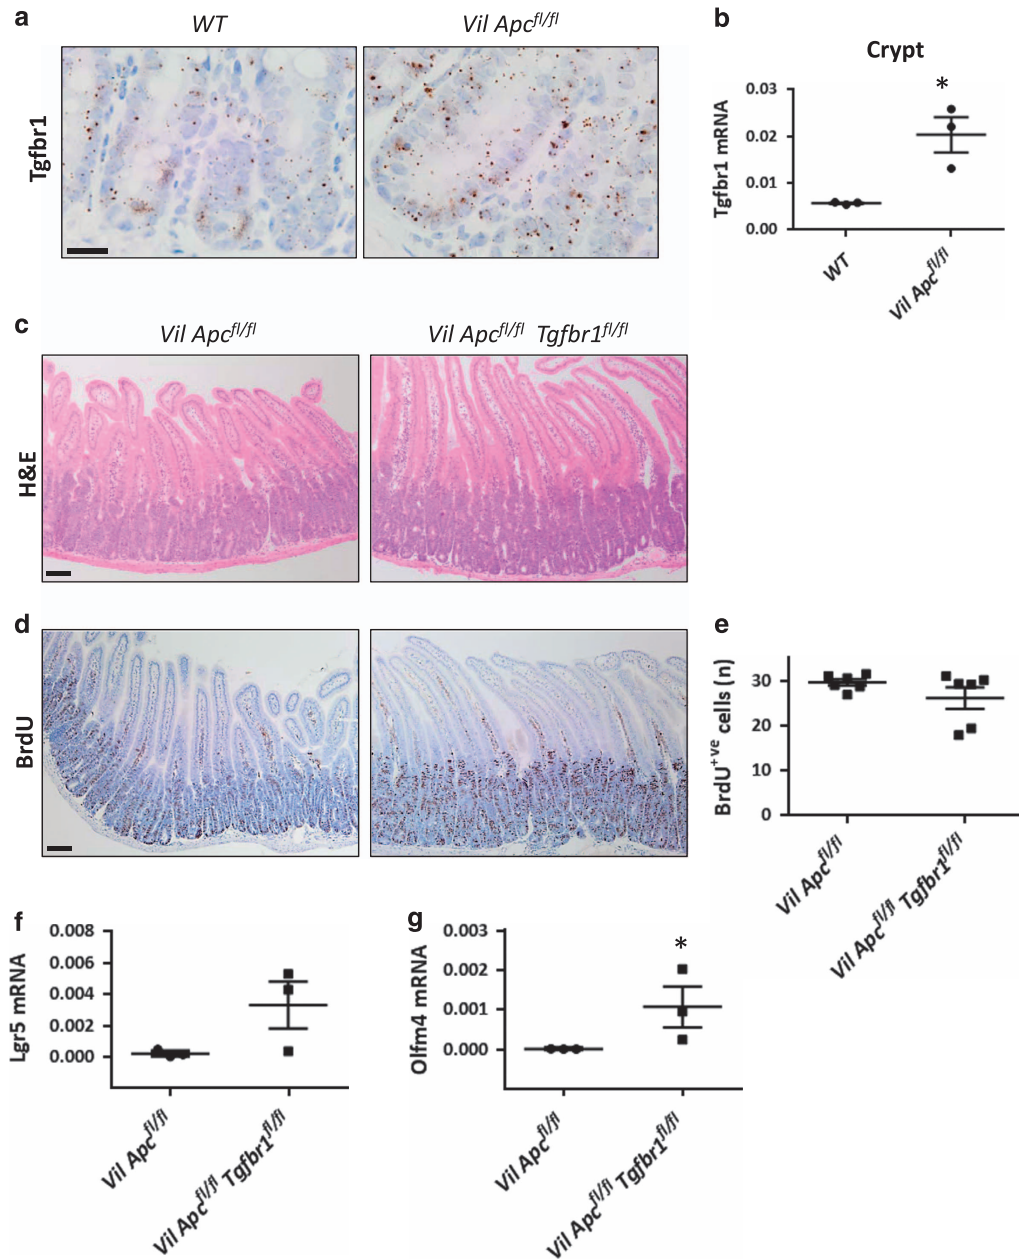 a
WT
Vil Apc^fl/fl
Tgfbr1
b
Crypt
*
Tgfbr1 mRNA
0.03
0.02
0.01
0.00
WT
Vil Apc^fl/fl
c
Vil Apc^fl/fl
Vil Apc^fl/fl Tgfbr1^fl/fl
H&E
d
BrdU
e
BrdU^+ve cells (n)
30
20
10
0
Vil Apc^fl/fl
Vil Apc^fl/fl Tgfbr1^fl/fl
f
Lgr5 mRNA
0.008
0.006
0.004
0.002
0.000
Vil Apc^fl/fl
Vil Apc^fl/fl Tgfbr1^fl/fl
g
*
Olfm4 mRNA
0.003
0.002
0.001
0.000
Vil Apc^fl/fl
Vil Apc^fl/fl Tgfbr1^fl/fl